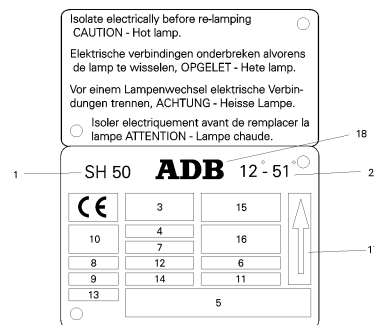 Isolate electrically before re-lamping
CAUTION - Hot lamp.
Elektrische verbindingen onderbreken alvorens
de lamp te wisselen, OPGELET - Hete lamp.
Vor einem Lampenwechsel elektrische Verbin-
dungen trennen, ACHTUNG - Heisse Lampe.
Isoler electriquement avant de remplacer la
lampe ATTENTION - Lampe chaude.
18
1 SH 50 ADB 12° - 51° 2
CE 3 15
10 4 16
7
8 12 6
9 14 11
13 5